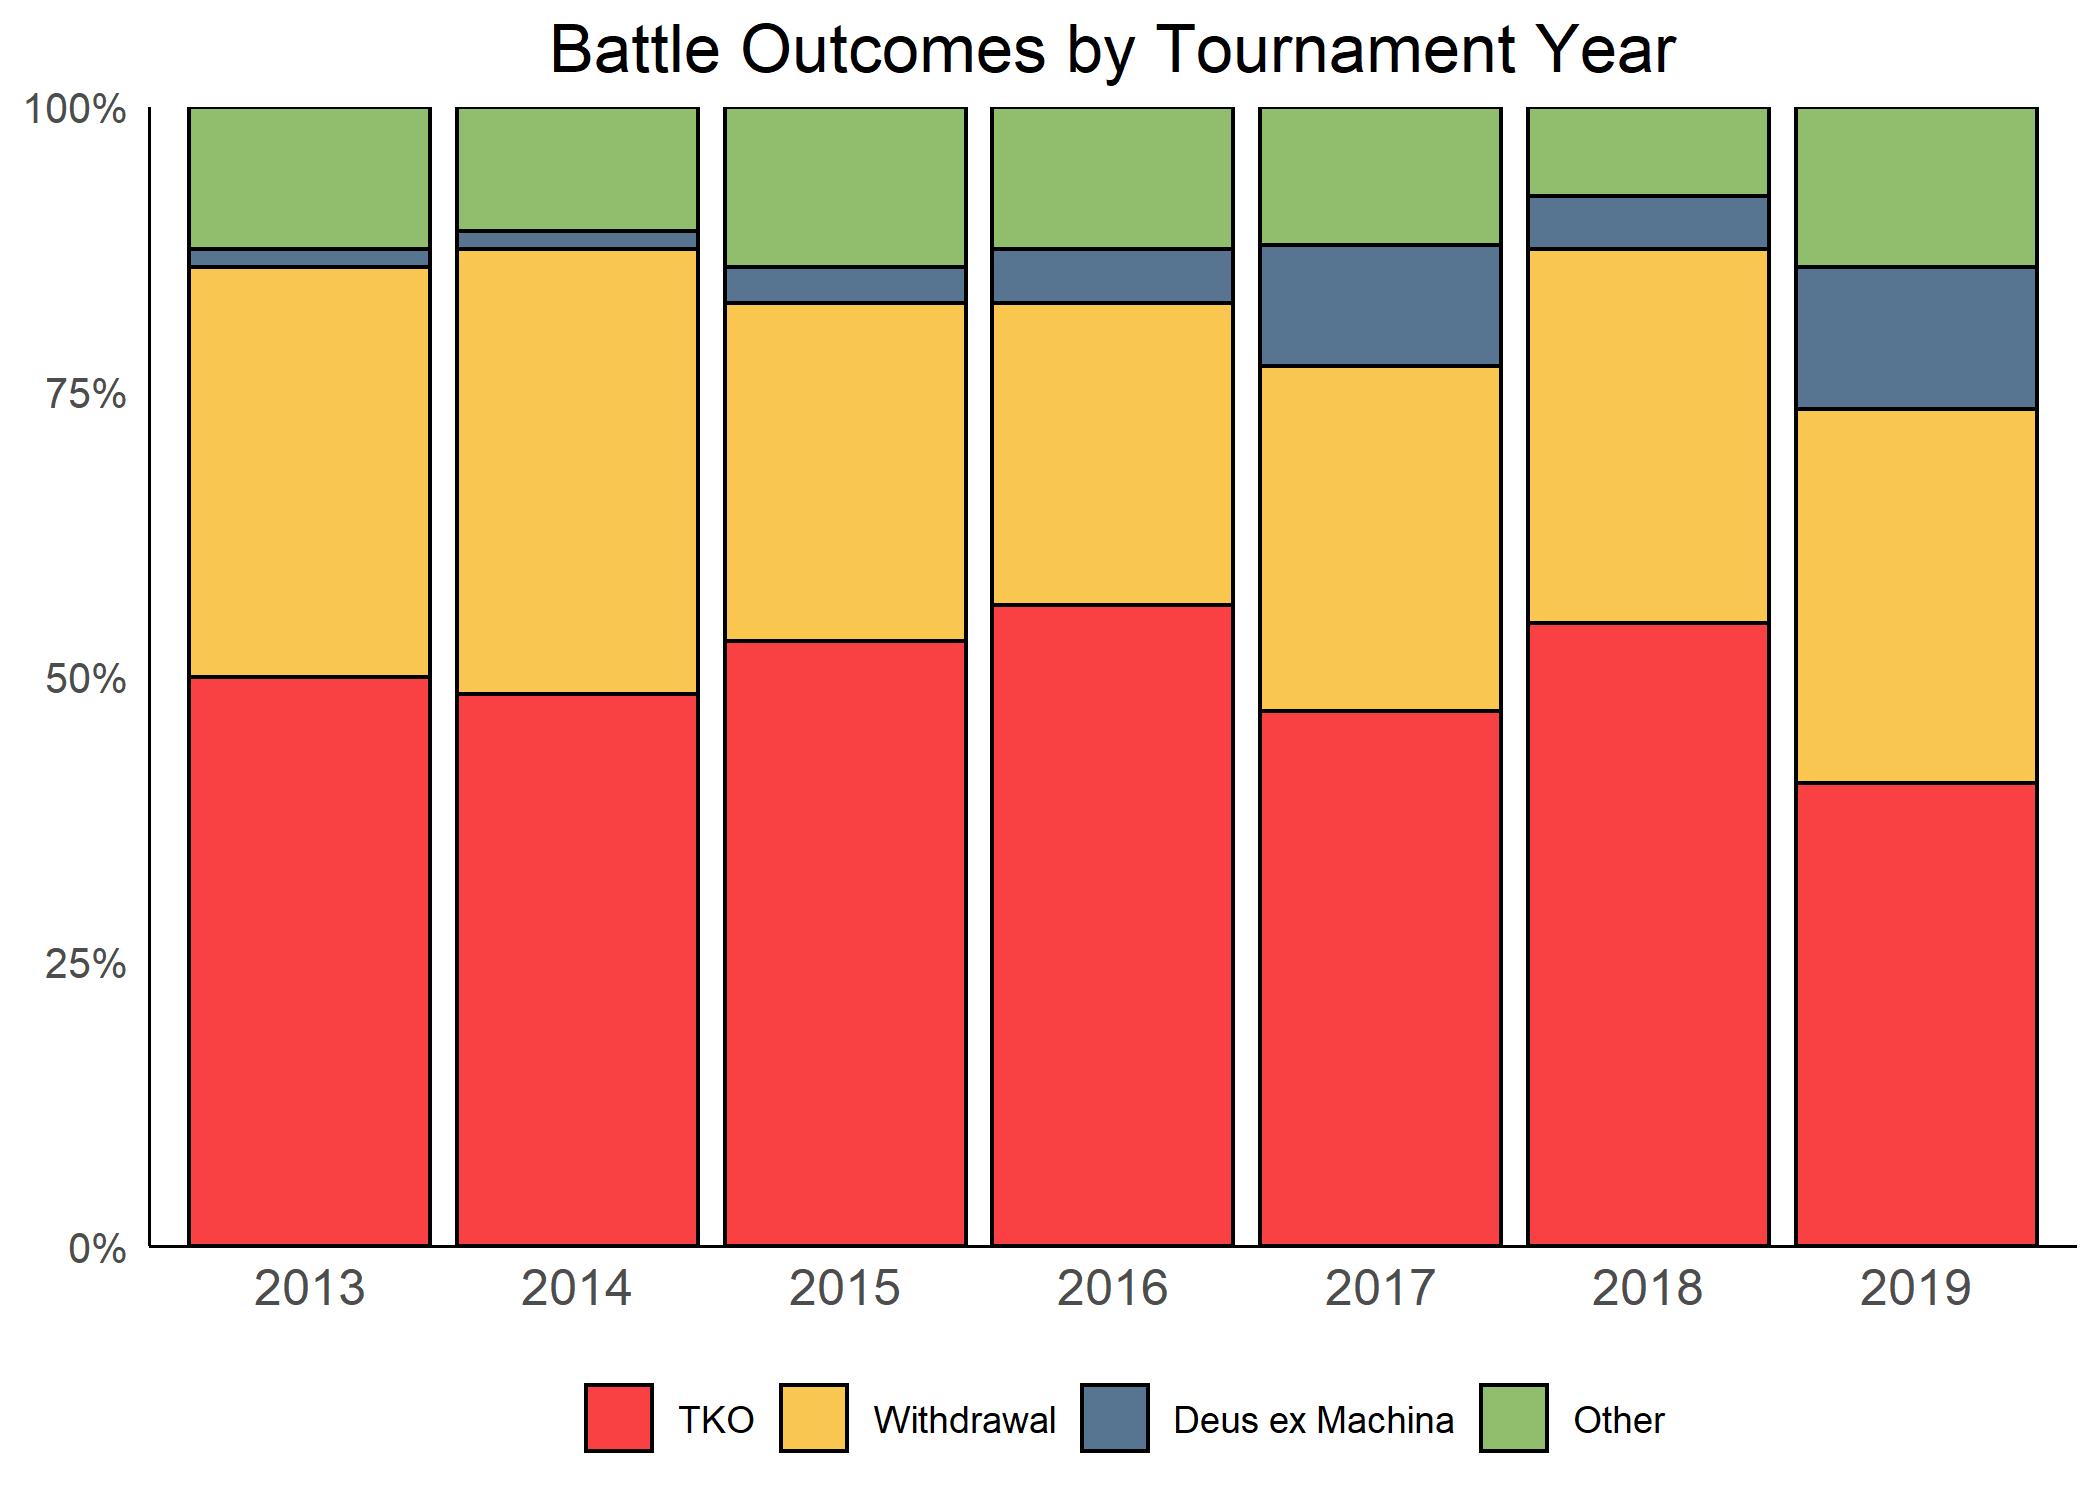 Battle Outcomes by Tournament Year
100%
75%
50%
25%
0%
2013 2014 2015 2016 2017 2018 2019
TKO Withdrawal Deus ex Machina Other